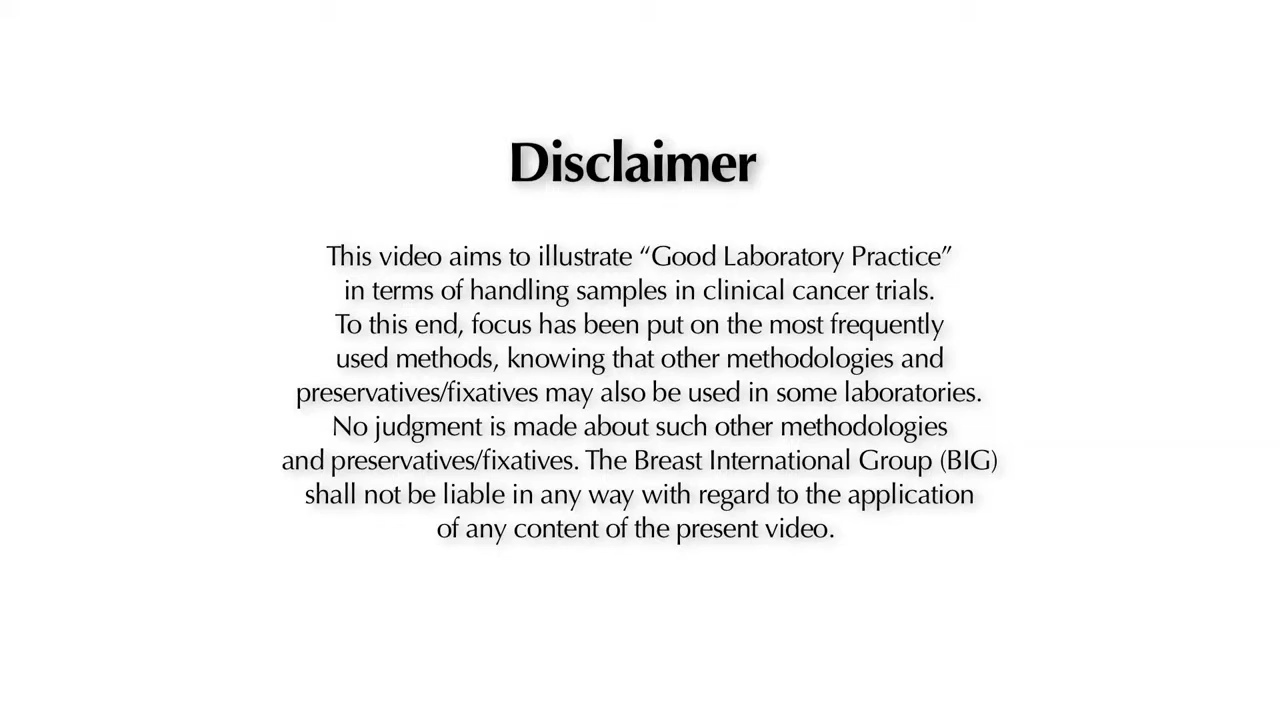 Disclaimer
This video aims to illustrate “Good Laboratory Practice”
in terms of handling samples in clinical cancer trials.
To this end, focus has been put on the most frequently
used methods, knowing that other methodologies and
preservatives/fixatives may also be used in some laboratories.
No judgment is made about such other methodologies
and preservatives/fixatives. The Breast International Group (BIG)
shall not be liable in any way with regard to the application
of any content of the present video.